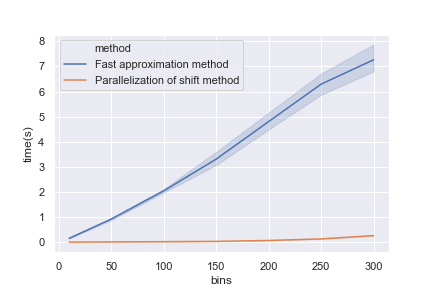 method
Fast approximation method
Parallelization of shift method
8
7
6
5
4
3
2
1
0
time(s)
0 50 100 150 200 250 300
bins